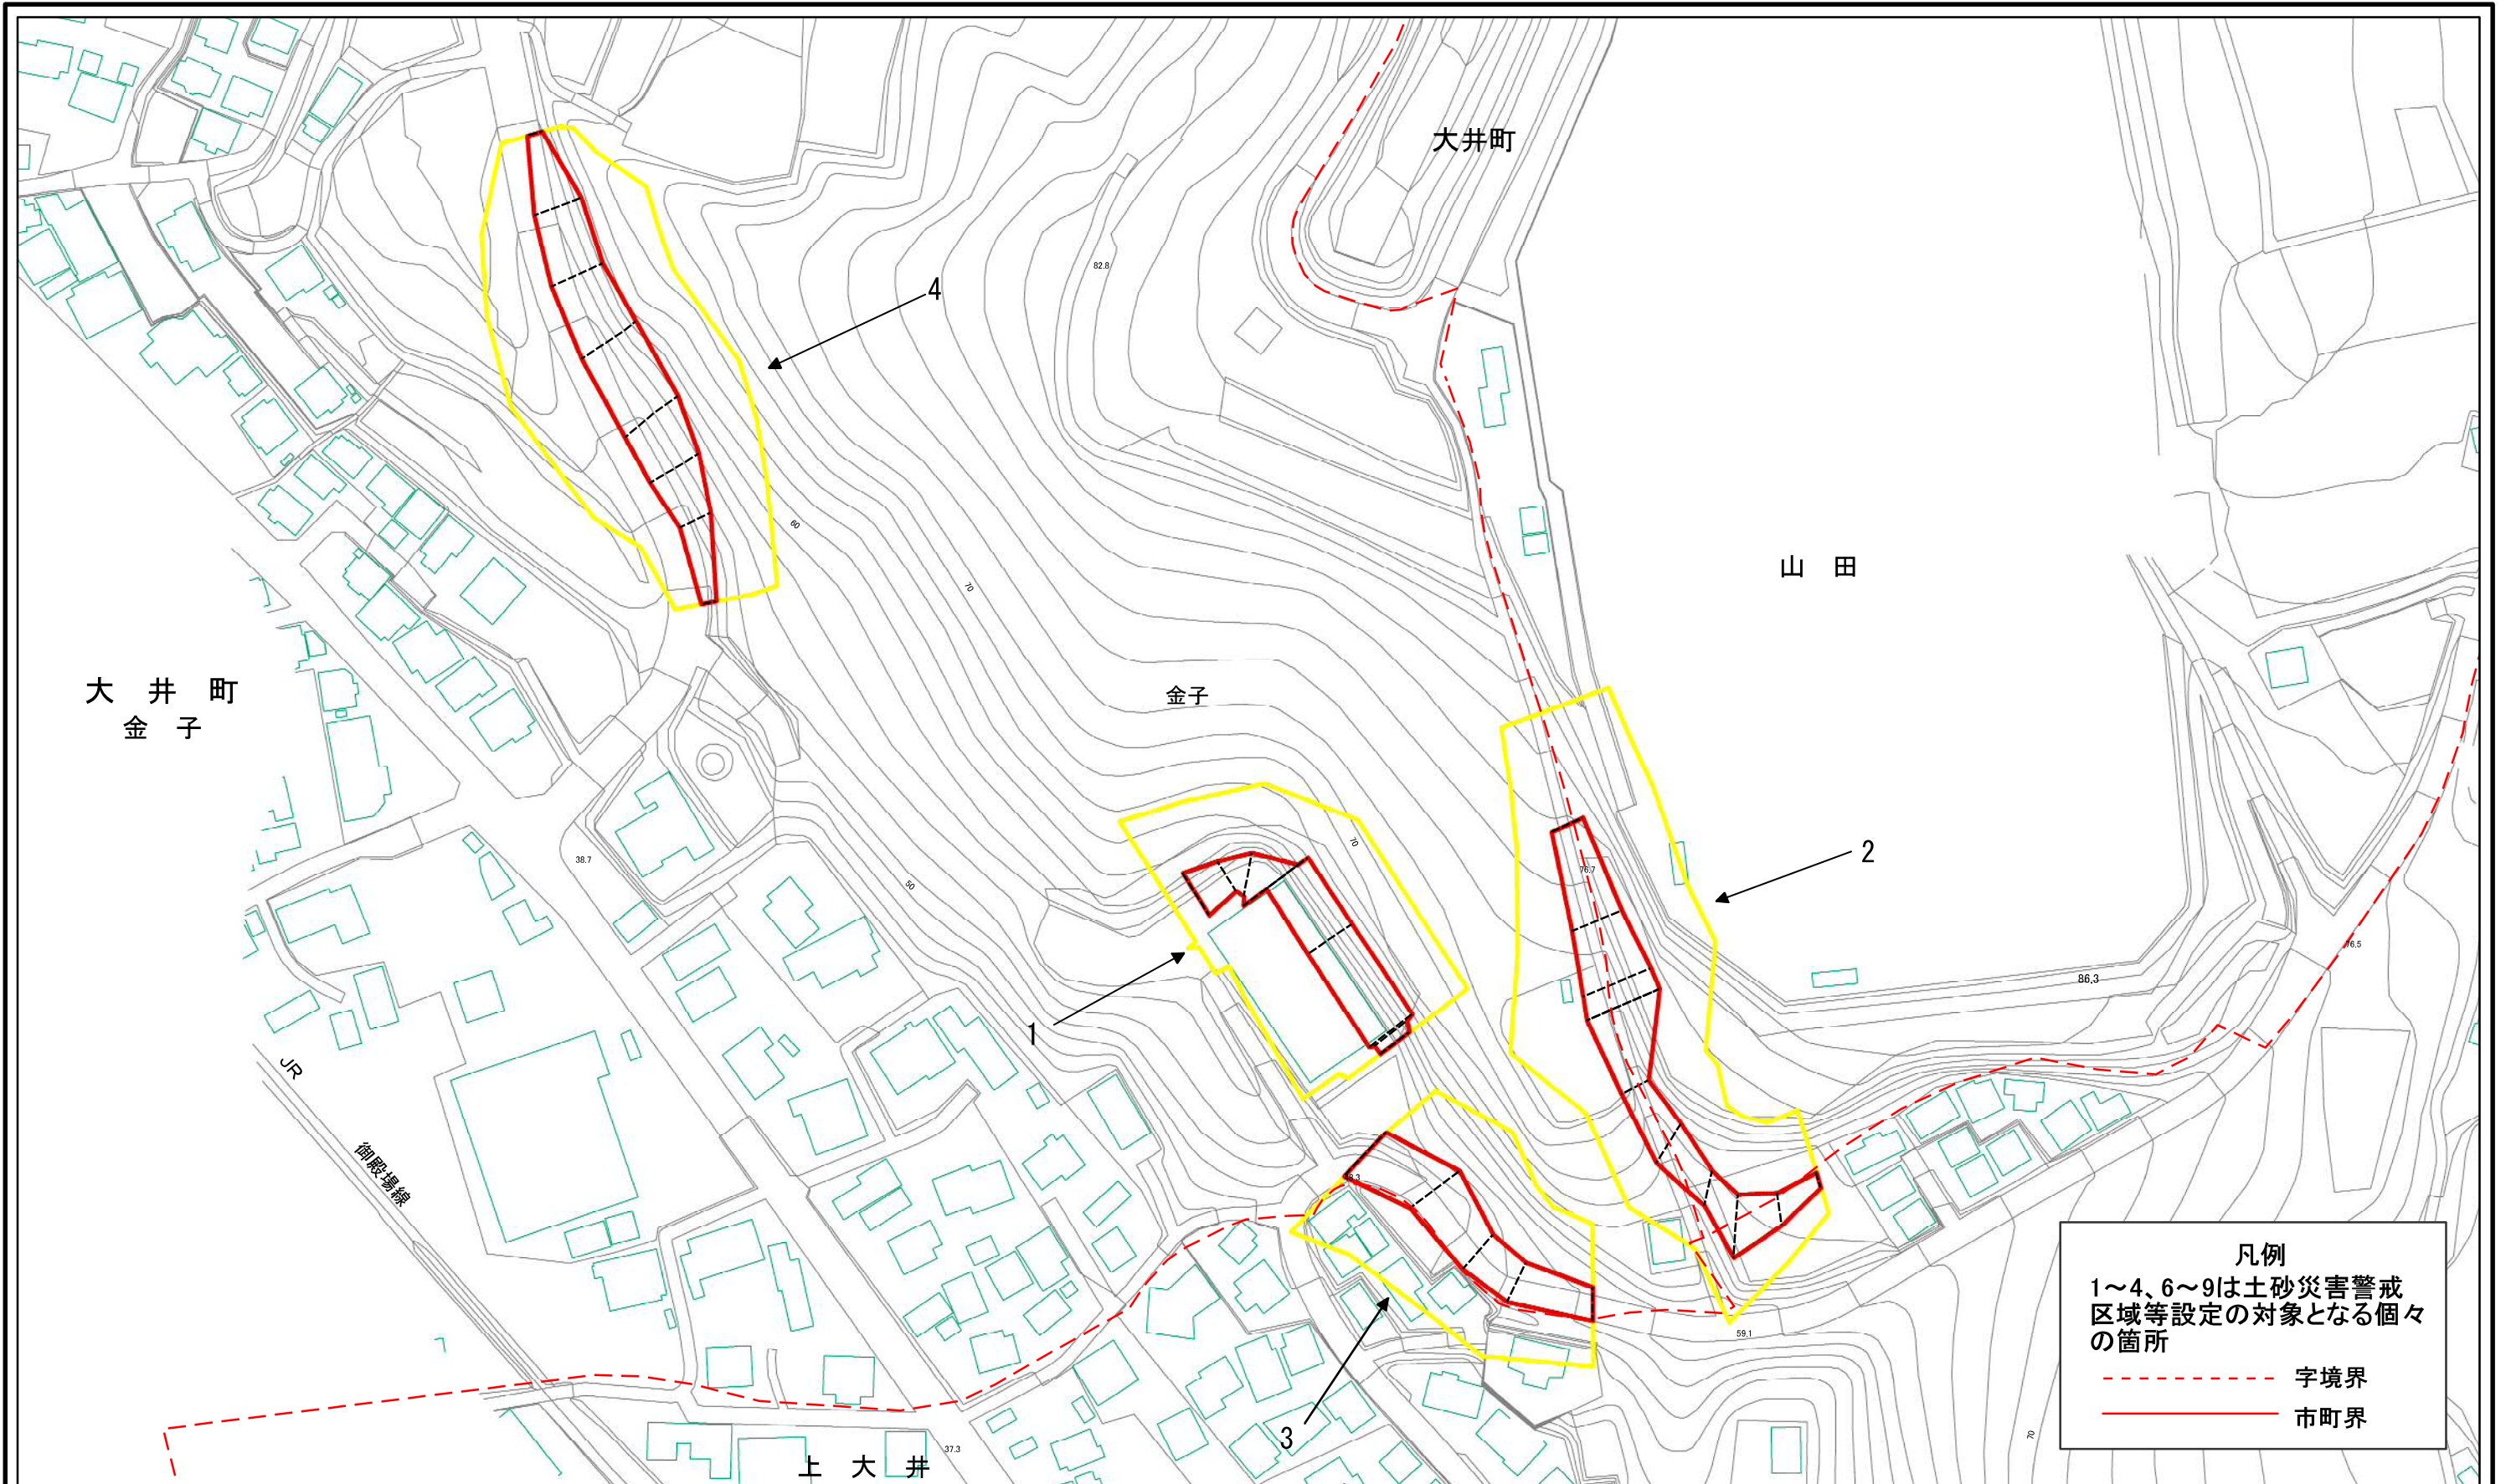 大井町
82.8
4
60
山 田
70
大 井 町
金 子
金子
70
38.7
2
76.7
50
76.5
86.3
1
JR
御殿場線
59.1
3
37.3
上 大 井
70
凡例
1～4、6～9は土砂災害警戒
区域等設定の対象となる個々
の箇所
字境界
市町界